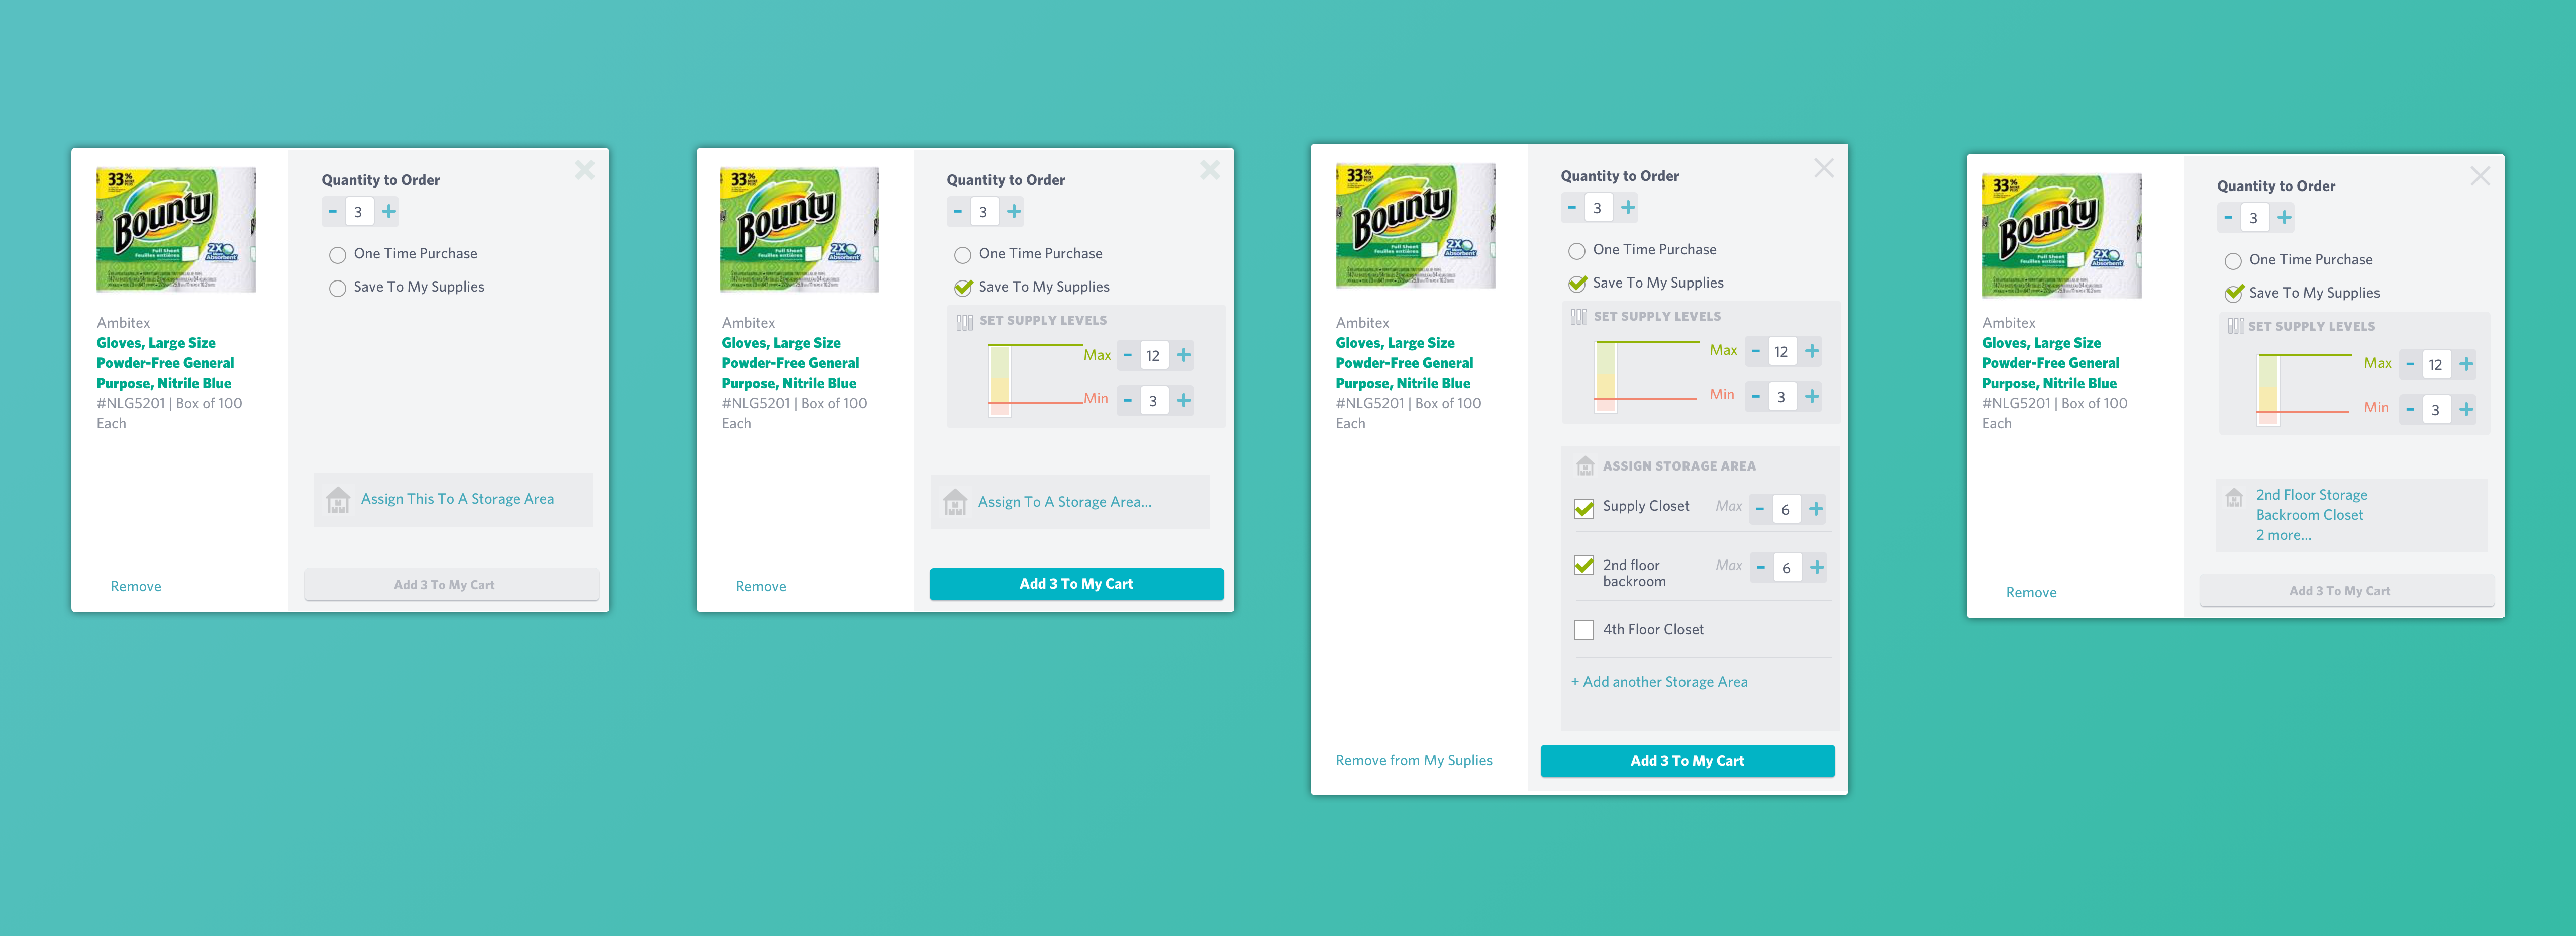 33%
Bounty
Full Sheet
Feuilles entières
2X
Absorbent
Ambitex
Gloves, Large Size
Powder-Free General
Purpose, Nitrile Blue
#NLG5201 | Box of 100
Each
Remove
Quantity to Order
- 3 +
One Time Purchase
Save To My Supplies
Assign This To A Storage Area
Add 3 To My Cart
33%
Bounty
Full Sheet
Feuilles entières
2X
Absorbent
Ambitex
Gloves, Large Size
Powder-Free General
Purpose, Nitrile Blue
#NLG5201 | Box of 100
Each
Remove
Quantity to Order
- 3 +
One Time Purchase
Save To My Supplies
SET SUPPLY LEVELS
Max - 12 +
Min - 3 +
Assign To A Storage Area...
Add 3 To My Cart
33%
Bounty
Full Sheet
Feuilles entières
2X
Absorbent
Ambitex
Gloves, Large Size
Powder-Free General
Purpose, Nitrile Blue
#NLG5201 | Box of 100
Each
Remove from My Suplies
Quantity to Order
- 3 +
One Time Purchase
Save To My Supplies
SET SUPPLY LEVELS
Max - 12 +
Min - 3 +
ASSIGN STORAGE AREA
Supply Closet Max - 6 +
2nd floor Max - 6 +
backroom
4th Floor Closet
+ Add another Storage Area
Add 3 To My Cart
33%
Bounty
Full Sheet
Feuilles entières
2X
Absorbent
Ambitex
Gloves, Large Size
Powder-Free General
Purpose, Nitrile Blue
#NLG5201 | Box of 100
Each
Remove
Quantity to Order
- 3 +
One Time Purchase
Save To My Supplies
SET SUPPLY LEVELS
Max - 12 +
Min - 3 +
2nd Floor Storage
Backroom Closet
2 more...
Add 3 To My Cart